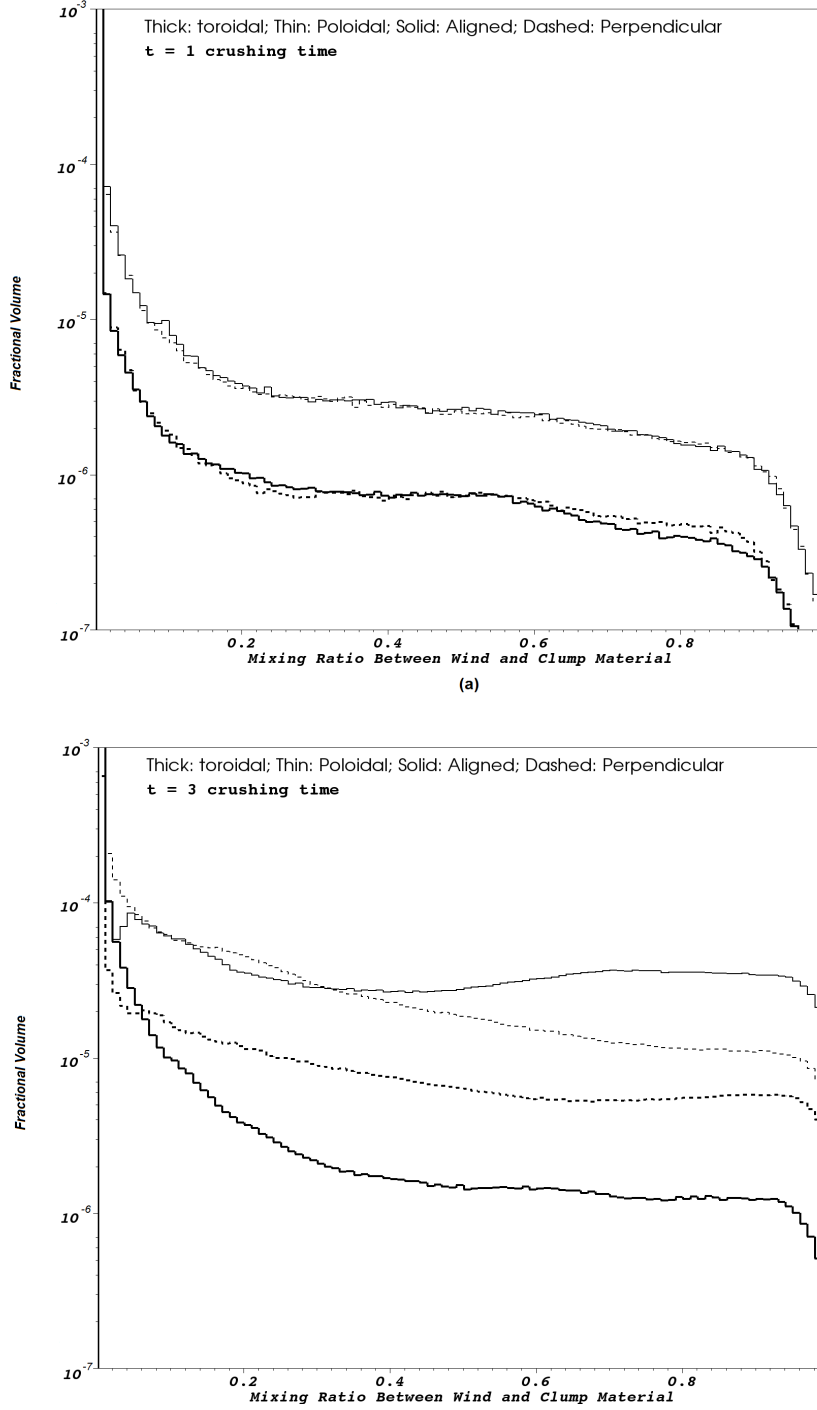 Thick: toroidal; Thin: Poloidal; Solid: Aligned; Dashed: Perpendicular
t = 1 crushing time
10^-3
10^-4
10^-5
10^-6
10^-7
Fractional Volume
0.2 0.4 0.6 0.8
Mixing Ratio Between Wind and Clump Material
(a)
Thick: toroidal; Thin: Poloidal; Solid: Aligned; Dashed: Perpendicular
t = 3 crushing time
10^-3
10^-4
10^-5
10^-6
10^-7
Fractional Volume
0.2 0.4 0.6 0.8
Mixing Ratio Between Wind and Clump Material